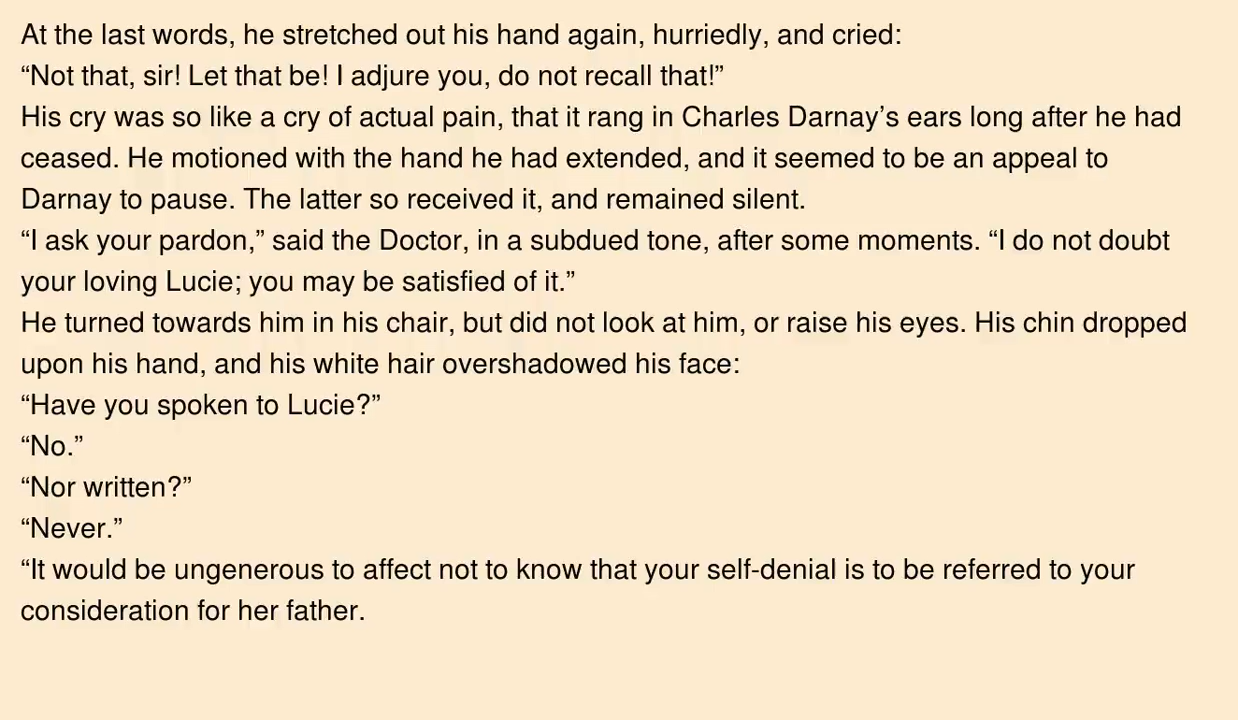 At the last words, he stretched out his hand again, hurriedly, and cried:
“Not that, sir! Let that be! I adjure you, do not recall that!”
His cry was so like a cry of actual pain, that it rang in Charles Darnay’s ears long after he had
ceased. He motioned with the hand he had extended, and it seemed to be an appeal to
Darnay to pause. The latter so received it, and remained silent.
“I ask your pardon,” said the Doctor, in a subdued tone, after some moments. “I do not doubt
your loving Lucie; you may be satisfied of it.”
He turned towards him in his chair, but did not look at him, or raise his eyes. His chin dropped
upon his hand, and his white hair overshadowed his face:
“Have you spoken to Lucie?”
“No.”
“Nor written?”
“Never.”
“It would be ungenerous to affect not to know that your self-denial is to be referred to your
consideration for her father.